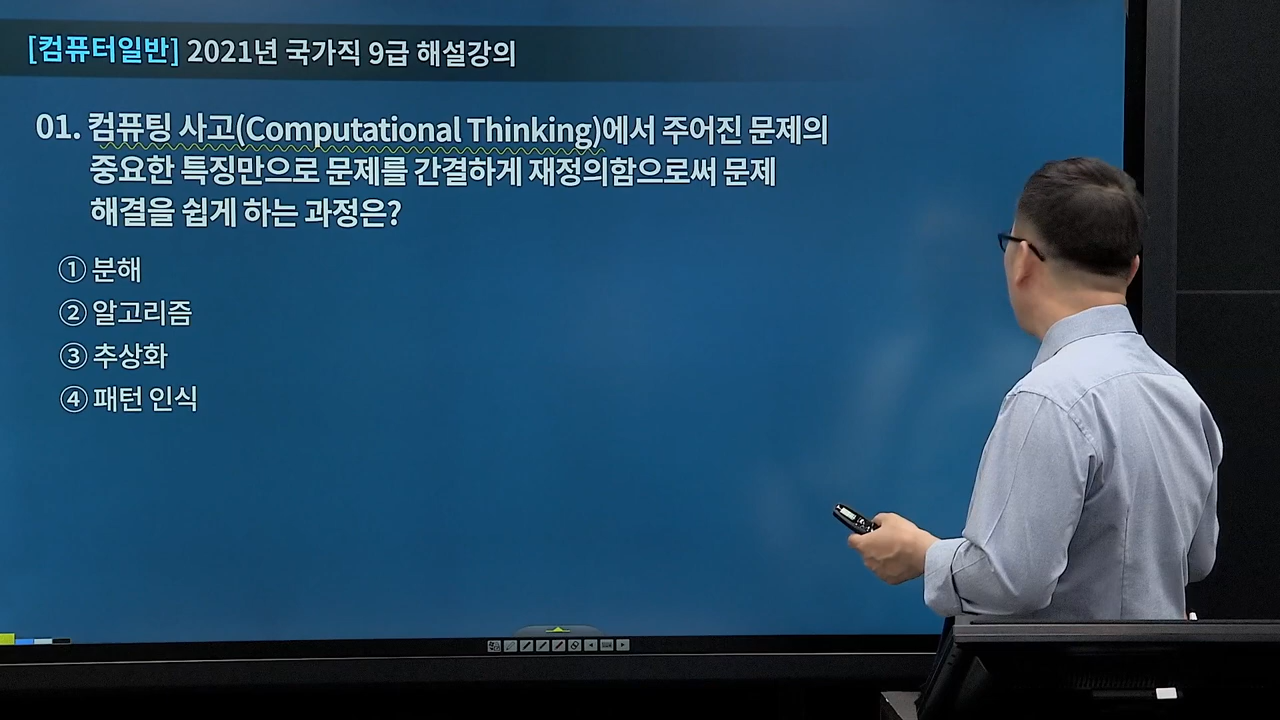 [컴퓨터일반] 2021년 국가직 9급 해설강의
01. 컴퓨팅 사고(Computational Thinking)에서 주어진 문제의
중요한 특징만으로 문제를 간결하게 재정의함으로써 문제
해결을 쉽게 하는 과정은?
① 분해
② 알고리즘
③ 추상화
④ 패턴 인식